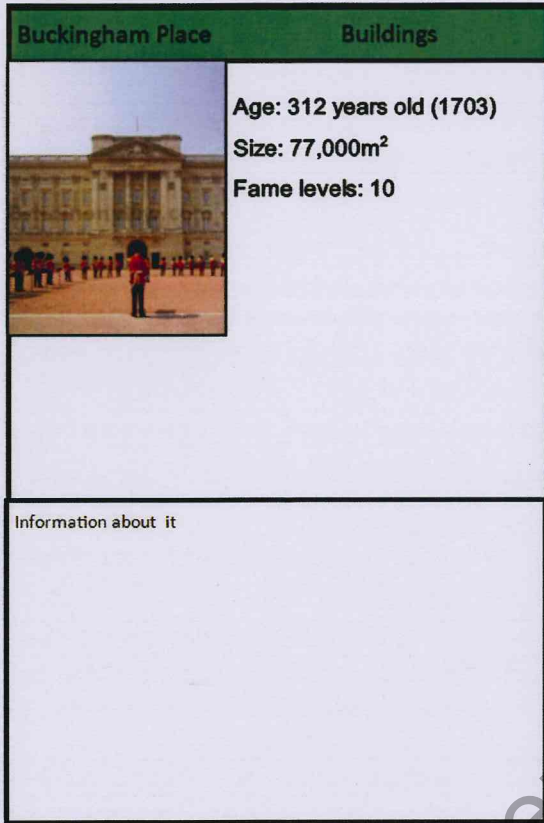 Buckingham Place Buildings
Age: 312 years old (1703)
Size: 77,000m²
Fame levels: 10
Information about it